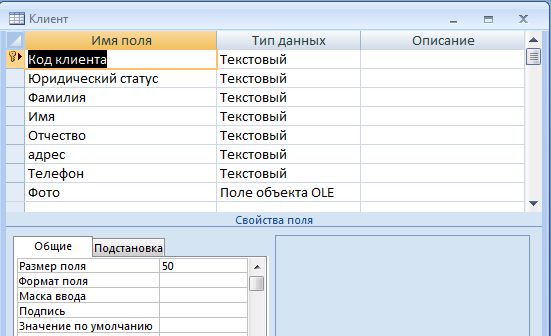 Клиент
Имя поля Тип данных Описание
Код клиента Текстовый
Юридический статус Текстовый
Фамилия Текстовый
Имя Текстовый
Отчество Текстовый
адрес Текстовый
Телефон Текстовый
Фото Поле объекта OLE
Свойства поля
Общие Подстановка
Размер поля 50
Формат поля
Маска ввода
Подпись
Значение по умолчанию